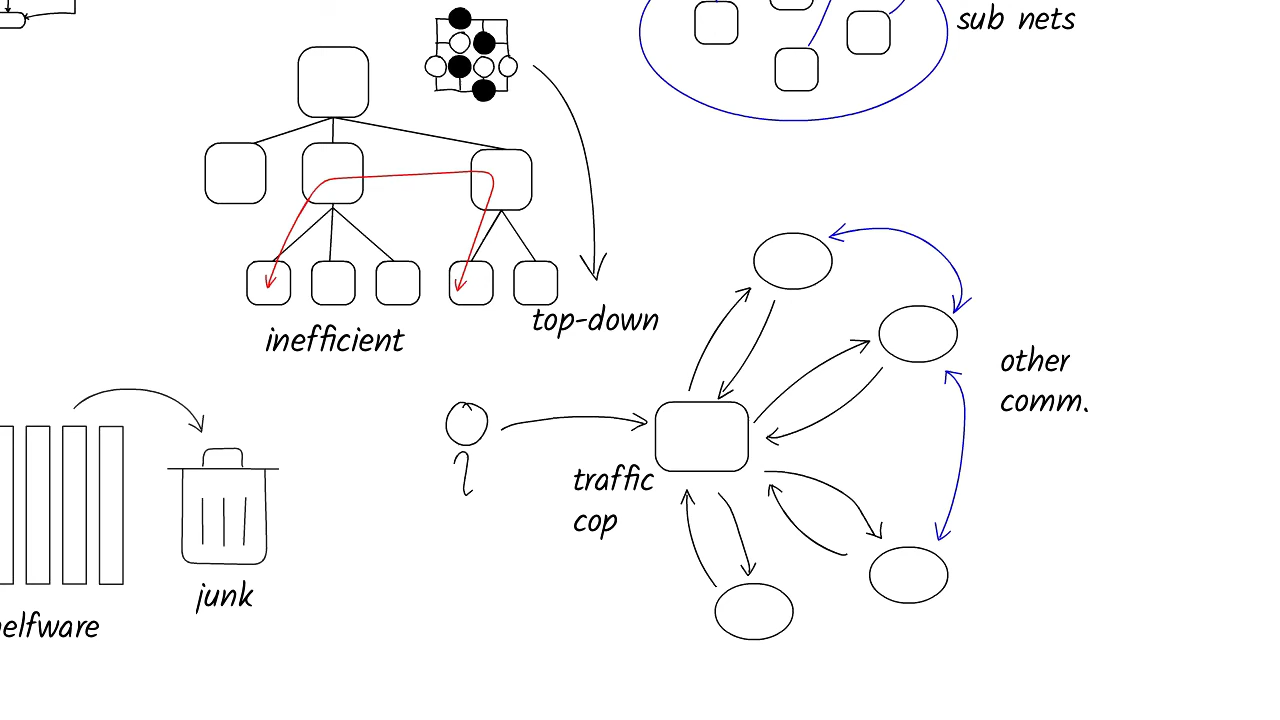 sub nets
top-down
inefficient
other
comm.
traffic
cop
junk
elfware